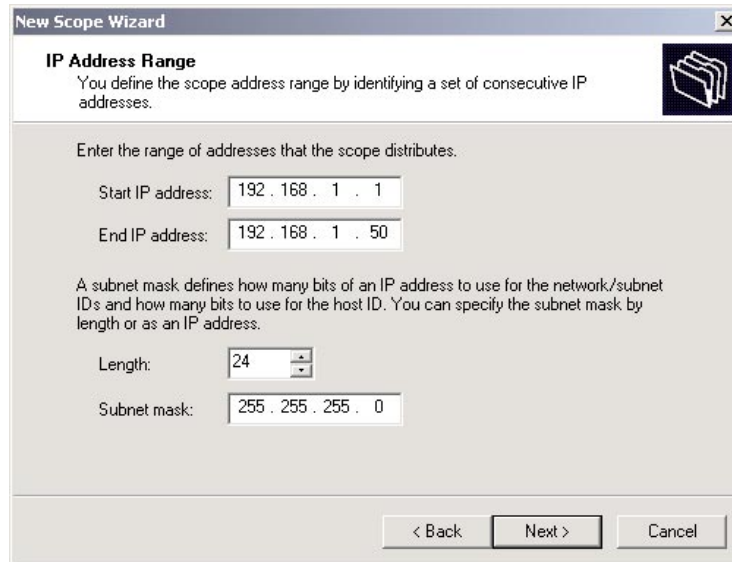 New Scope Wizard
IP Address Range
You define the scope address range by identifying a set of consecutive IP
addresses.
Enter the range of addresses that the scope distributes.
Start IP address: 192 . 168 . 1 . 1
End IP address: 192 . 168 . 1 . 50
A subnet mask defines how many bits of an IP address to use for the network/subnet
IDs and how many bits to use for the host ID. You can specify the subnet mask by
length or as an IP address.
Length: 24
Subnet mask: 255 . 255 . 255 . 0
< Back Next > Cancel